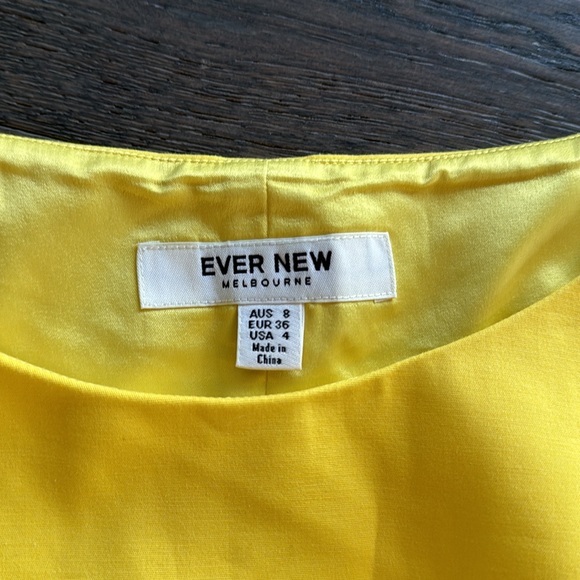 EVER NEW
MELBOURNE
AUS 8
EUR 36
USA 4
Made in
China